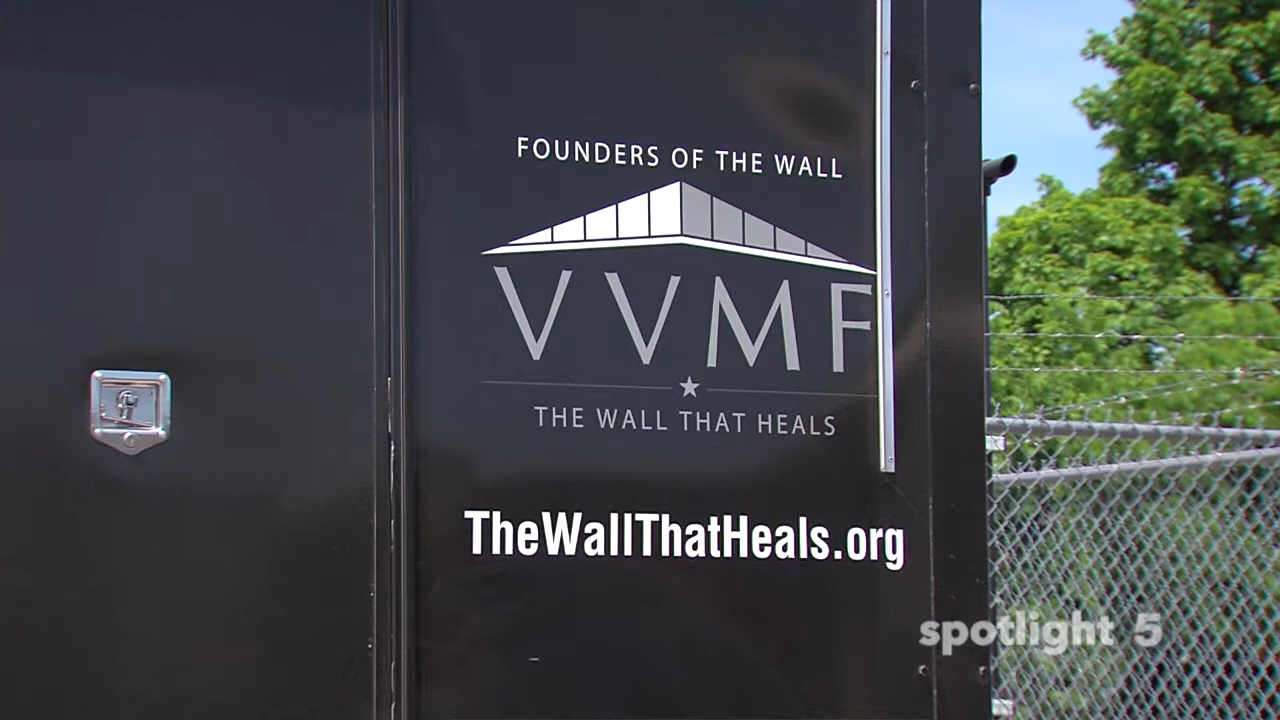 FOUNDERS OF THE WALL
VVMF
THE WALL THAT HEALS
TheWallThatHeals.org
spotlight 5